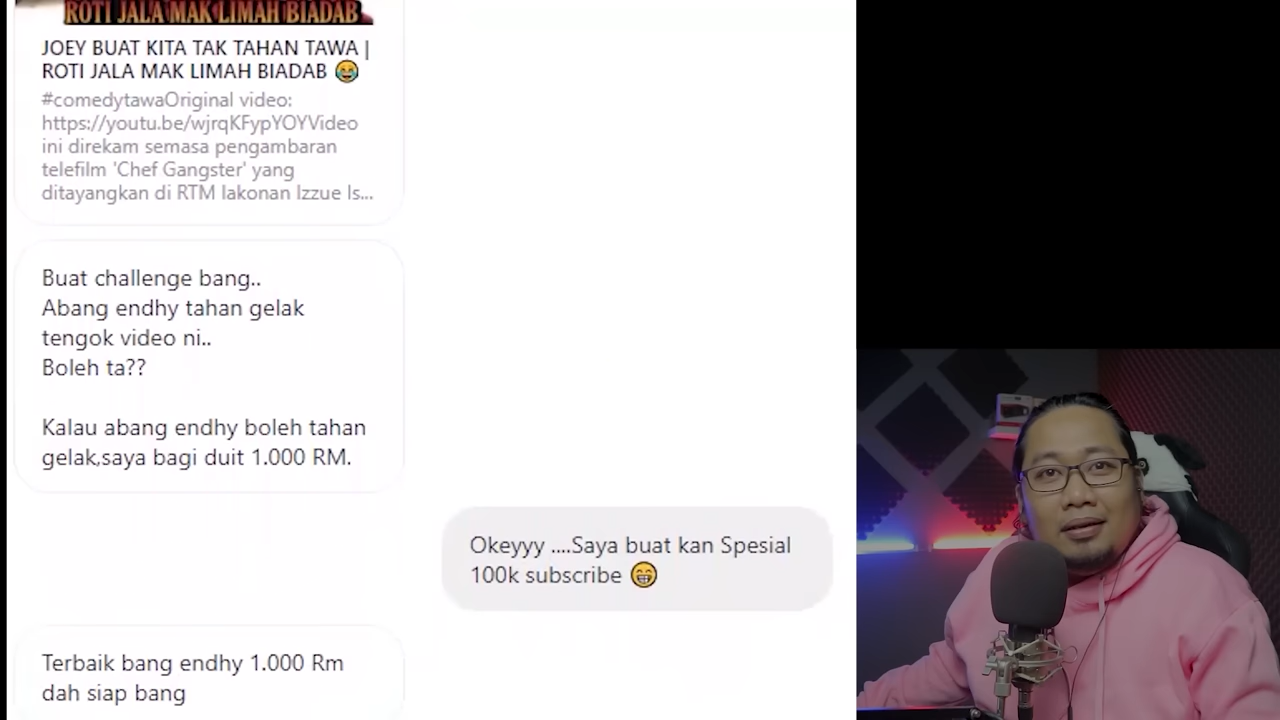 ROTI JALA MAK LIMAH BIADAB
JOEY BUAT KITA TAK TAHAN TAWA |
ROTI JALA MAK LIMAH BIADAB 😂
#comedytawaOriginal video:
https://youtu.be/wjrqKFypYOYVideo
ini direkam semasa pengambaran
telefilm 'Chef Gangster' yang
ditayangkan di RTM lakonan Izzue Is...
Buat challenge bang..
Abang endhy tahan gelak
tengok video ni..
Boleh ta??
Kalau abang endhy boleh tahan
gelak,saya bagi duit 1.000 RM.
Okeyyy ....Saya buat kan Spesial
100k subscribe 😁
Terbaik bang endhy 1.000 Rm
dah siap bang